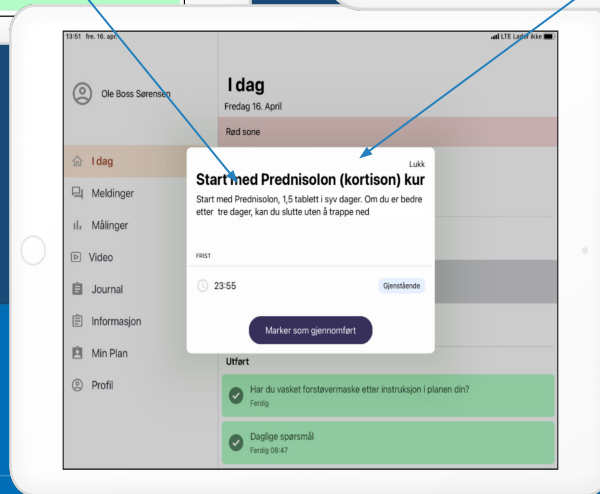 13:51 fre. 16. apr.
LTE Lader ikke
Ole Boss Sørensen
I dag
Meldinger
Målinger
Video
Journal
Informasjon
Min Plan
Profil
I dag
Fredag 16. April
Rød sone
Lukk
Start med Prednisolon (kortison) kur
Start med Prednisolon, 1,5 tablett i syv dager. Om du er bedre
etter tre dager, kan du slutte uten å trappe ned
FRIST
23:55
Gjenstående
Marker som gjennomført
Utført
Har du vasket forstøvermaske etter instruksjon i planen din?
Ferdig
Daglige spørsmål
Ferdig 08:47